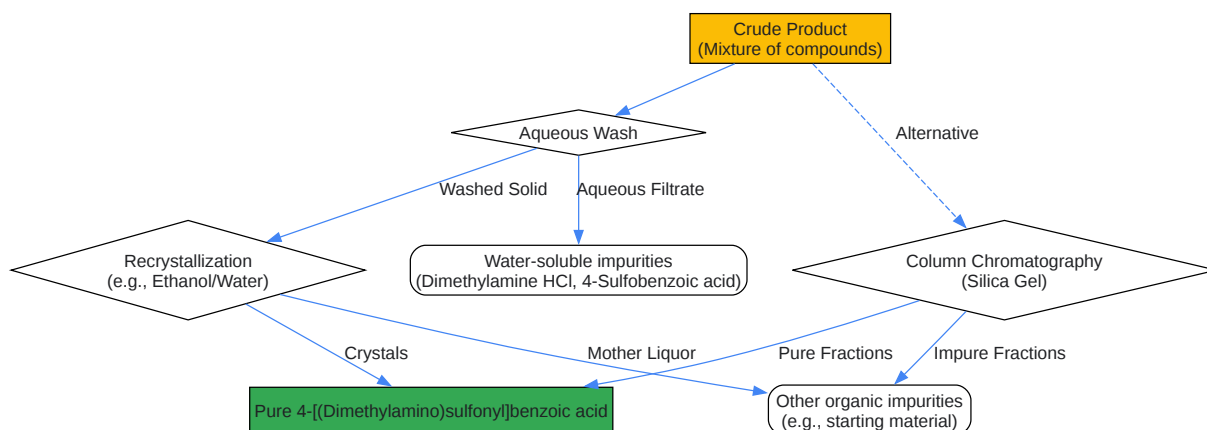 Crude Product
(Mixture of compounds)
Aqueous Wash
Alternative
Washed Solid
Aqueous Filtrate
Recrystallization
(e.g., Ethanol/Water)
Water-soluble impurities
(Dimethylamine HCl, 4-Sulfobenzoic acid)
Column Chromatography
(Silica Gel)
Crystals
Mother Liquor
Pure Fractions
Impure Fractions
Pure 4-[(Dimethylamino)sulfonyl]benzoic acid
Other organic impurities
(e.g., starting material)